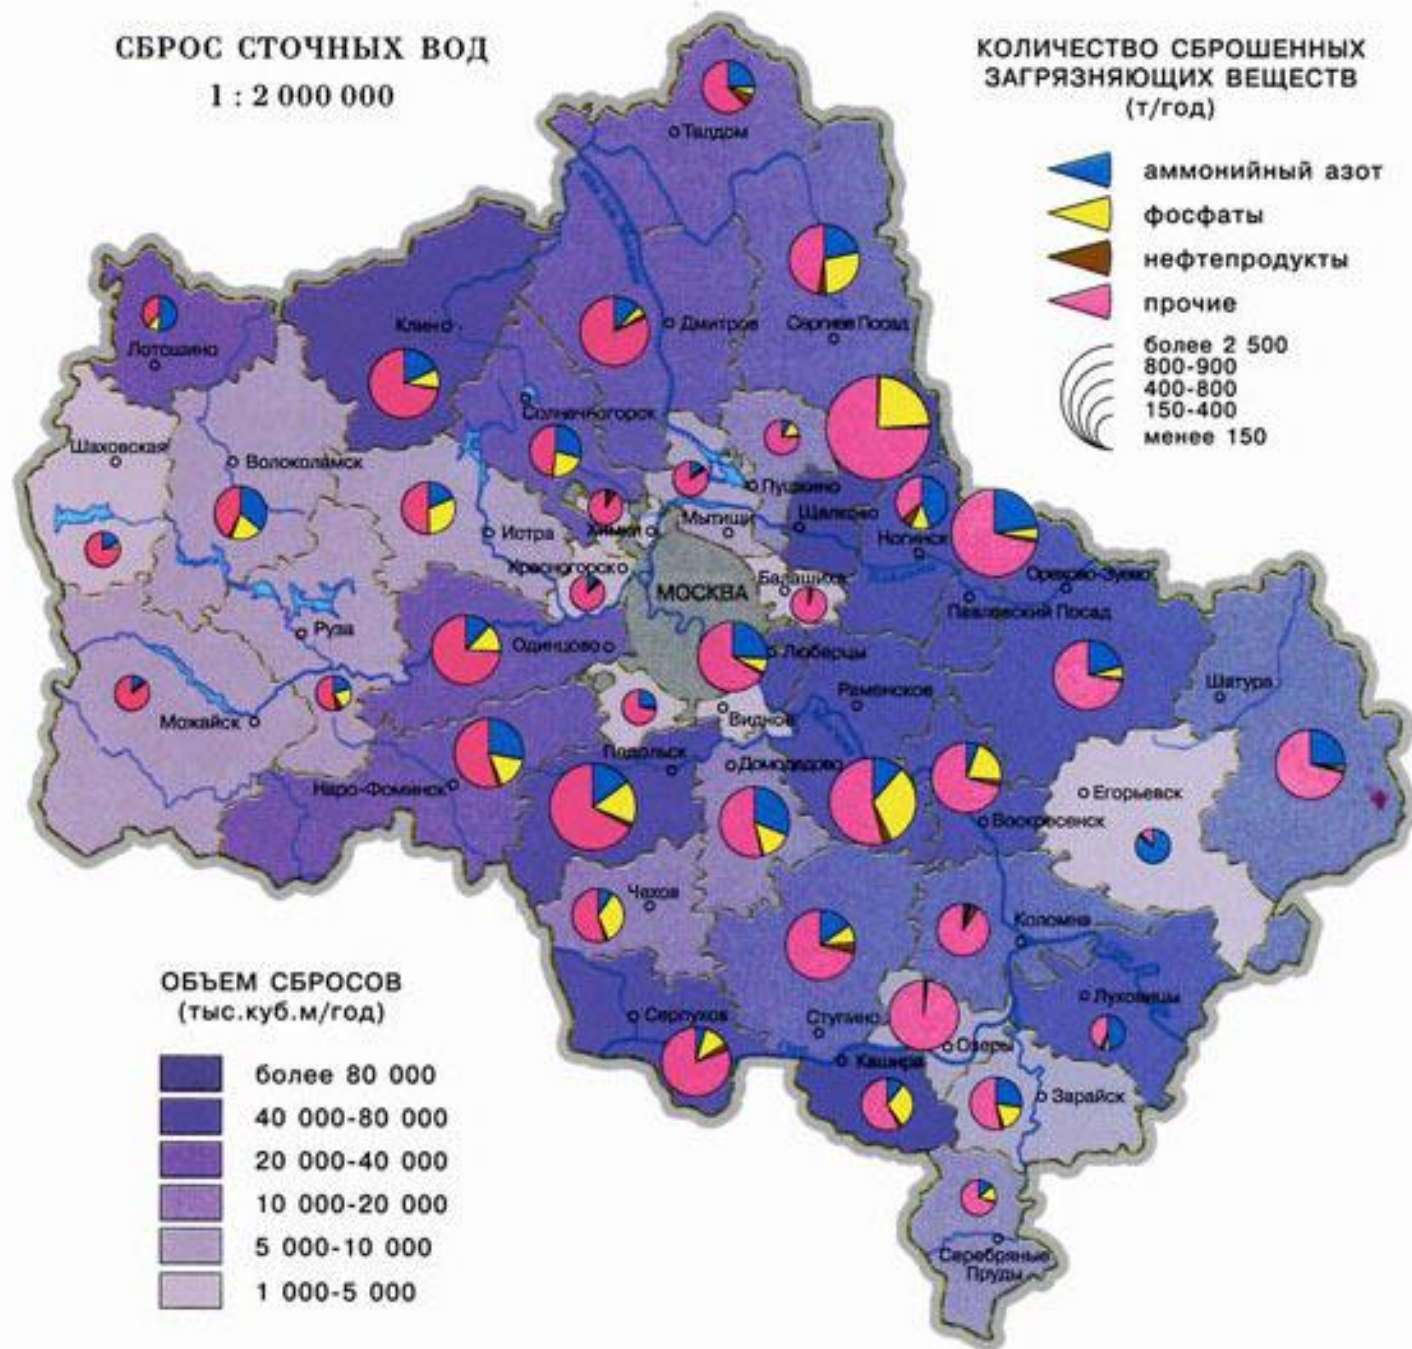 СБРОС СТОЧНЫХ ВОД
1 : 2 000 000
КОЛИЧЕСТВО СБРОШЕННЫХ
ЗАГРЯЗНЯЮЩИХ ВЕЩЕСТВ
(т/год)
аммонийный азот
фосфаты
нефтепродукты
прочие
более 2 500
800-900
400-800
150-400
менее 150
Талдом
Клин
Дмитров
Сергиев Посад
Лотошино
Солнечногорск
Шаховская
Волоколамск
Пушкино
Истра
Химки
Мытищи
Щелково
Ногинск
Красногорск
МОСКВА
Балашиха
Орехово-Зуево
Павловский Посад
Руза
Одинцово
Люберцы
Раменское
Шатура
Можайск
Видное
Подольск
Домодедово
Наро-Фоминск
Егорьевск
Воскресенск
Чехов
Коломна
Луховицы
Серпухов
Ступино
Озеры
Кашира
Зарайск
Серебряные
Пруды
ОБЪЕМ СБРОСОВ
(тыс.куб.м/год)
более 80 000
40 000-80 000
20 000-40 000
10 000-20 000
5 000-10 000
1 000-5 000